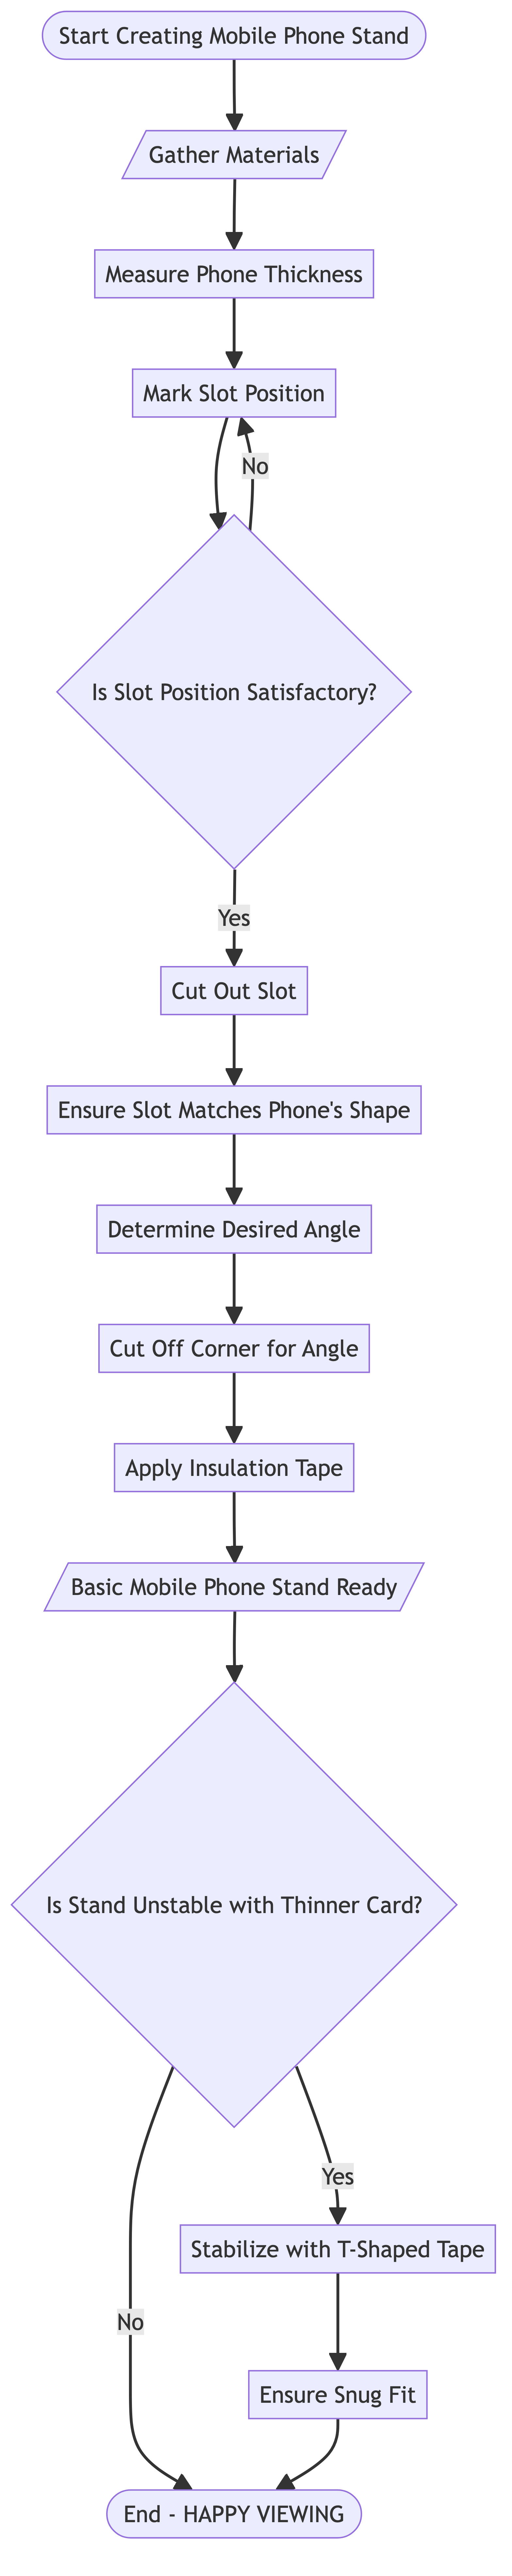 Start Creating Mobile Phone Stand
Gather Materials
Measure Phone Thickness
Mark Slot Position
No
Is Slot Position Satisfactory?
Yes
Cut Out Slot
Ensure Slot Matches Phone's Shape
Determine Desired Angle
Cut Off Corner for Angle
Apply Insulation Tape
Basic Mobile Phone Stand Ready
Is Stand Unstable with Thinner Card?
Yes
Stabilize with T-Shaped Tape
No
Ensure Snug Fit
End - HAPPY VIEWING